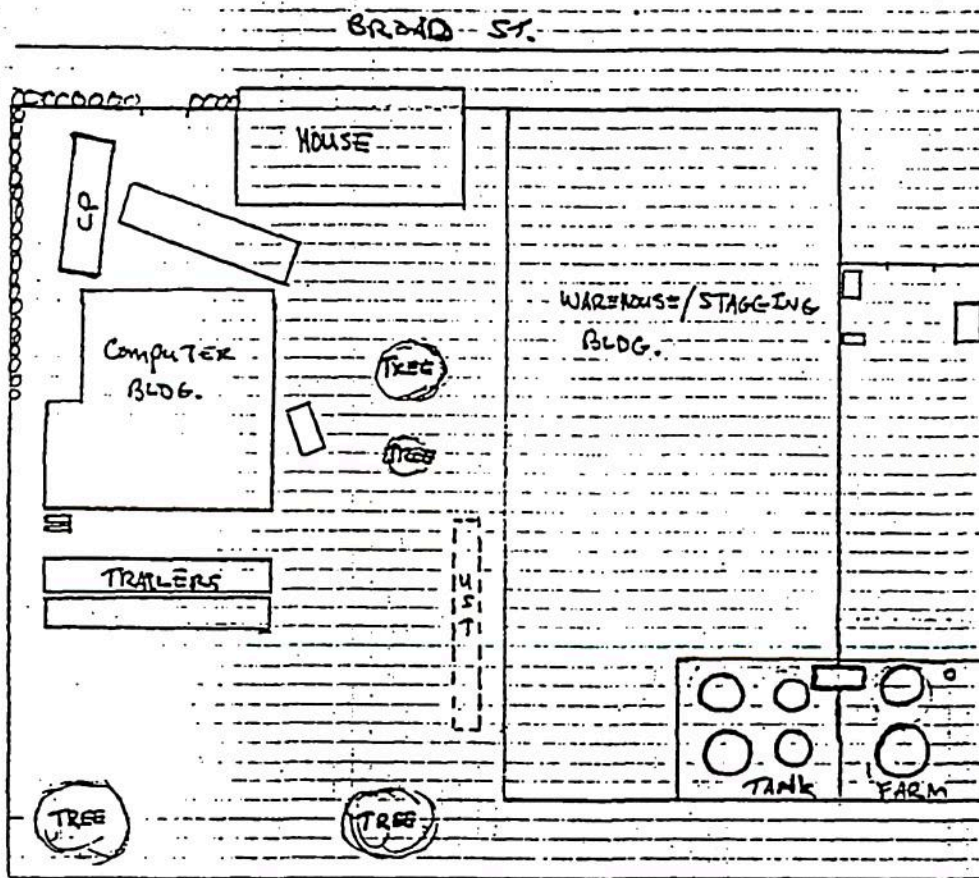 BROAD ST.
HOUSE
CP
WAREHOUSE/STAGGING
BLDG.
COMPUTER
BLDG.
TREE
TREE
TRAILERS
UST
TANK FARM
TREE
TREE